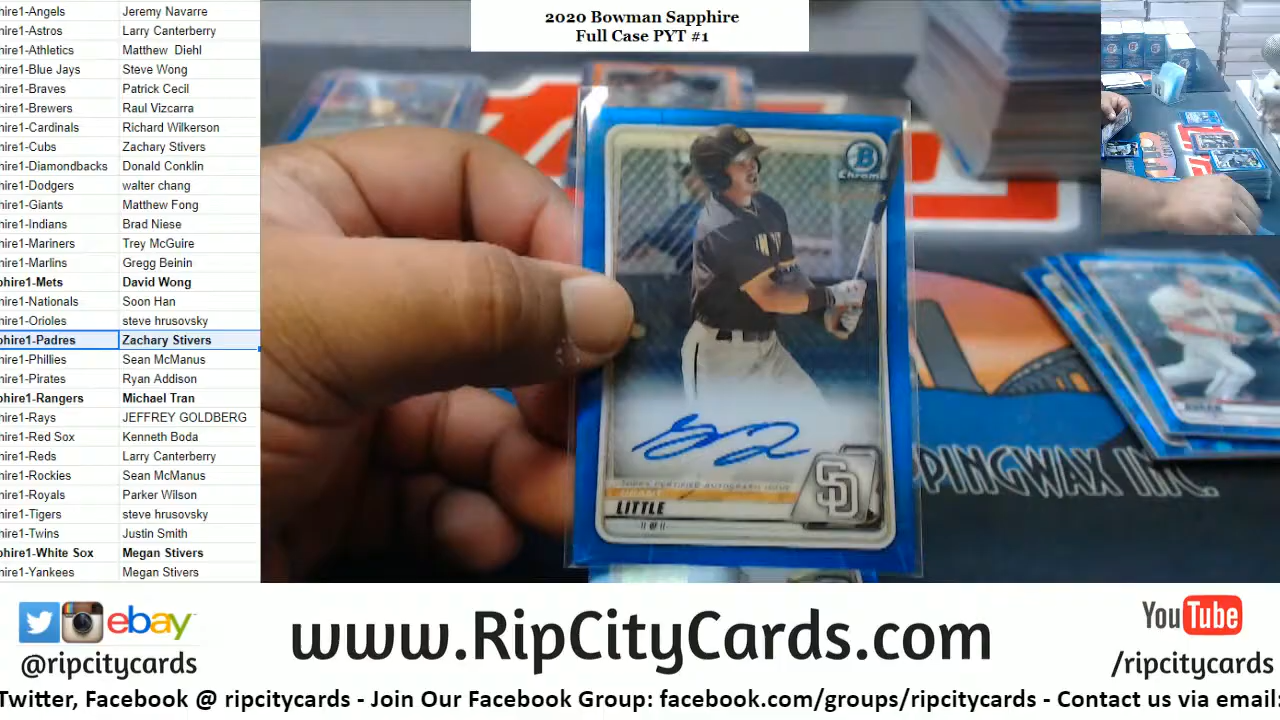 2020 Bowman Sapphire
Full Case PYT #1
hire1-Angels Jeremy Navarre
hire1-Astros Larry Canterberry
hire1-Athletics Matthew Diehl
hire1-Blue Jays Steve Wong
hire1-Braves Patrick Cecil
hire1-Brewers Raul Vizcarra
hire1-Cardinals Richard Wilkerson
hire1-Cubs Zachary Stivers
hire1-Diamondbacks Donald Conklin
hire1-Dodgers walter chang
hire1-Giants Matthew Fong
hire1-Indians Brad Niese
hire1-Mariners Trey McGuire
hire1-Marlins Gregg Beinin
phire1-Mets David Wong
hire1-Nationals Soon Han
hire1-Orioles steve hrusovsky
phire1-Padres Zachary Stivers
hire1-Phillies Sean McManus
hire1-Pirates Ryan Addison
phire1-Rangers Michael Tran
hire1-Rays JEFFREY GOLDBERG
hire1-Red Sox Kenneth Boda
hire1-Reds Larry Canterberry
hire1-Rockies Sean McManus
hire1-Royals Parker Wilson
hire1-Tigers steve hrusovsky
hire1-Twins Justin Smith
phire1-White Sox Megan Stivers
hire1-Yankees Megan Stivers
B
Chrome
TOPPS CERTIFIED AUTOGRAPH ISSUE
GRANT
LITTLE
SD
PPINGWAX INC.
ebay
@ripcitycards
www.RipCityCards.com
YouTube
/ripcitycards
Twitter, Facebook @ ripcitycards - Join Our Facebook Group: facebook.com/groups/ripcitycards - Contact us via email: